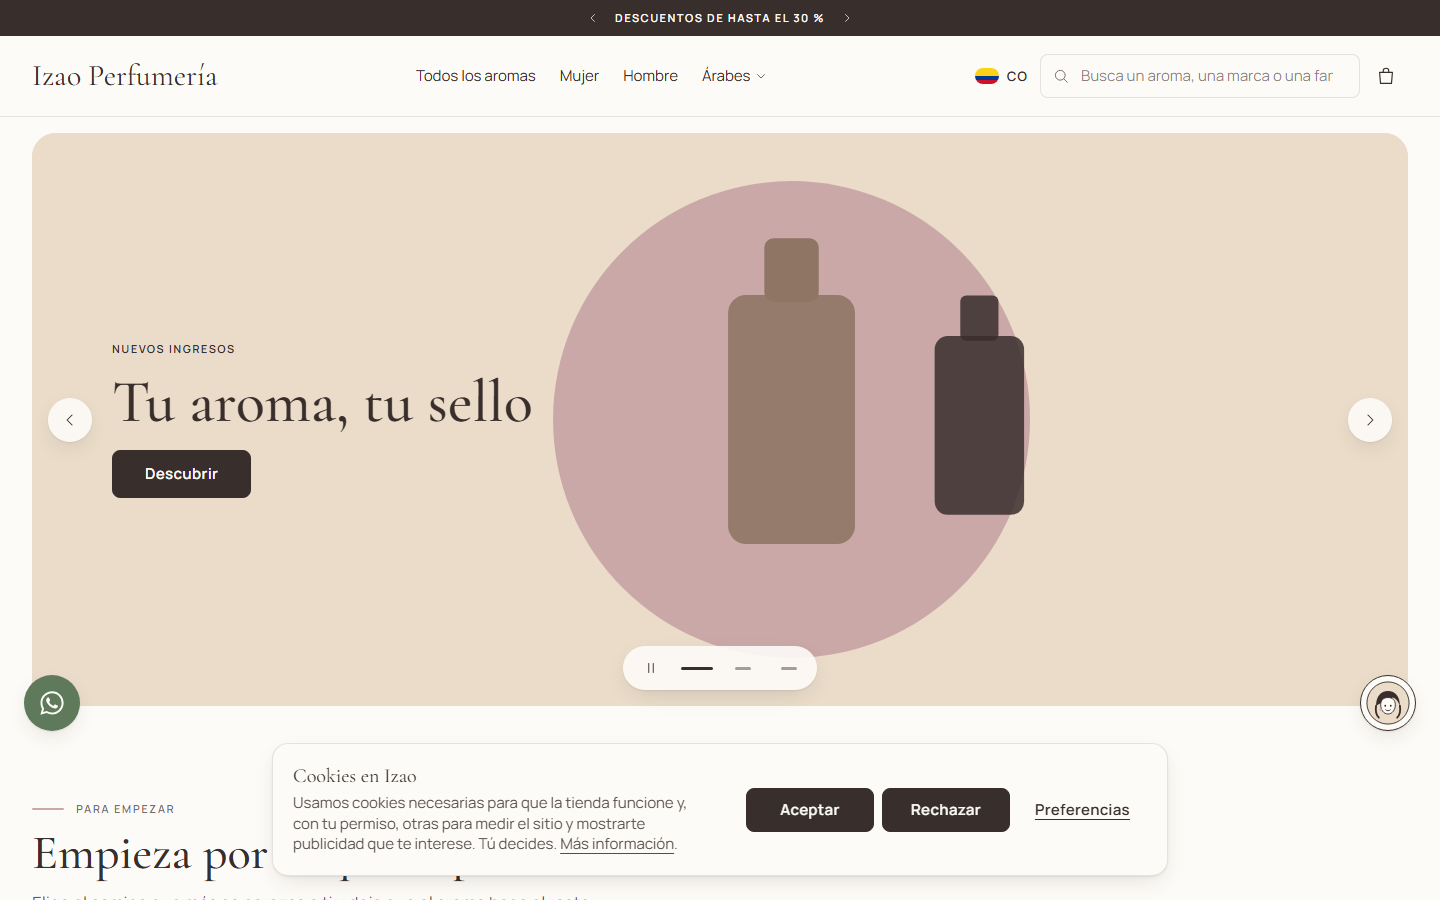 DESCUENTOS DE HASTA EL 30 %
Izao Perfumería
Todos los aromas
Mujer
Hombre
Árabes
CO
Busca un aroma, una marca o una far
NUEVOS INGRESOS
Tu aroma, tu sello
Descubrir
PARA EMPEZAR
Empieza por
Cookies en Izao
Usamos cookies necesarias para que la tienda funcione y,
con tu permiso, otras para medir el sitio y mostrarte
publicidad que te interese. Tú decides. Más información.
Aceptar
Rechazar
Preferencias